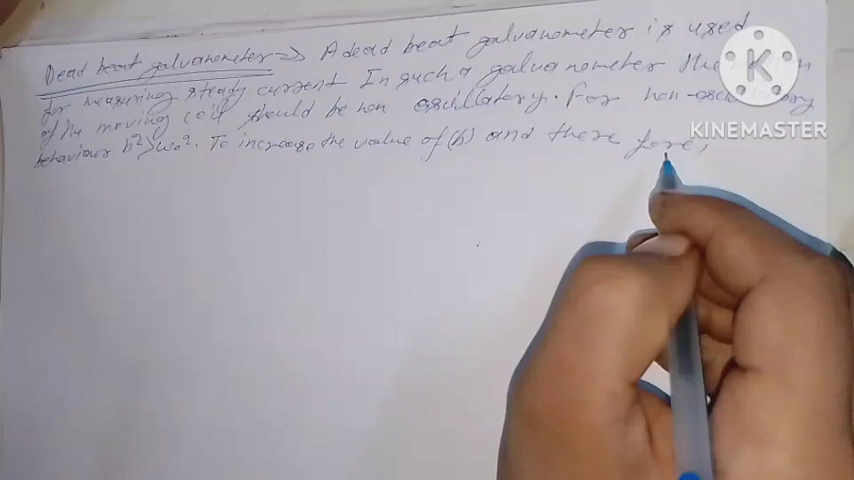 Dead beat galvanometer → A dead beat galvanometer is used
for measuring steady current In such a galvanometer the
of the moving coil should be non oscillatory. For non-oscillatory
behaviour b²>ω₀². To increase the value of (b) and there fore,
KINEMASTER